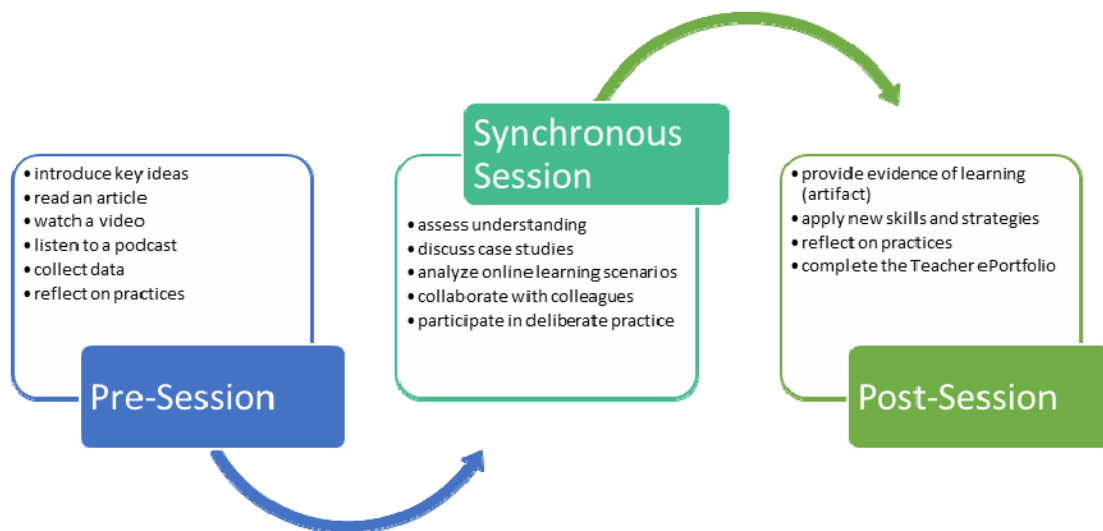 • introduce key ideas
• read an article
• watch a video
• listen to a podcast
• collect data
• reflect on practices
Pre-Session
Synchronous
Session
• assess understanding
• discuss case studies
• analyze online learning scenarios
• collaborate with colleagues
• participate in deliberate practice
• provide evidence of learning
(artifact)
• apply new skills and strategies
• reflect on practices
• complete the Teacher ePortfolio
Post-Session